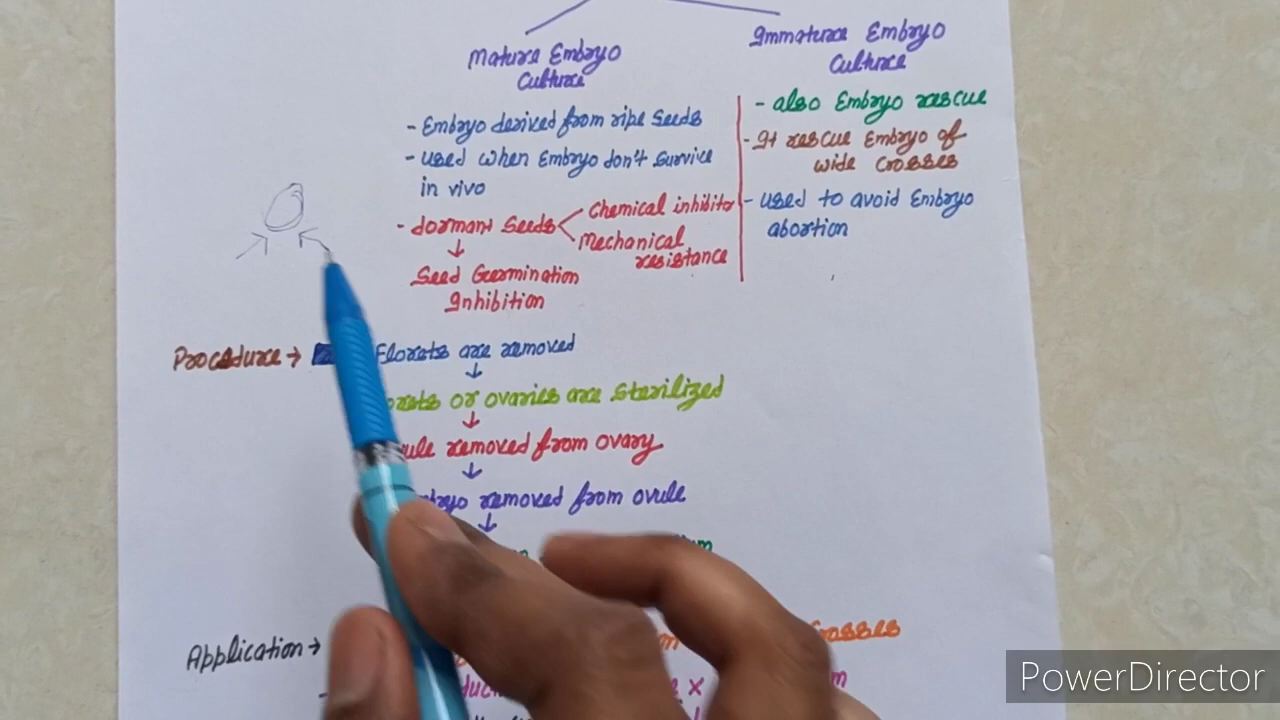 Mature Embryo
Culture
- Embryo derived from ripe seeds
- used when Embryo don't survive
in vivo
- dormant seeds
Chemical inhibitor
Mechanical
resistance
↓
Seed Germination
Inhibition
Immature Embryo
Culture
- also Embryo rescue
- It rescue Embryo of
wide crosses
- used to avoid Embryo
abortion
Procedure → Florets are removed
↓
or ovaries are sterilized
↓
removed from ovary
↓
removed from ovule
↓
Application →
Crosses
x
PowerDirector